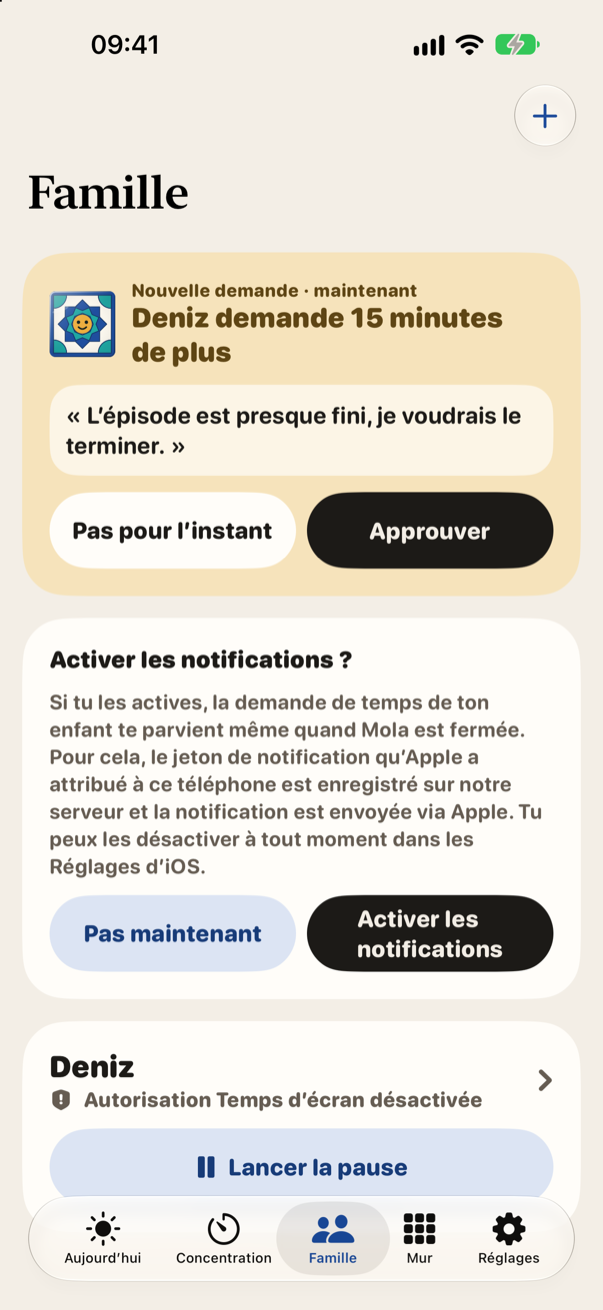 09:41
Famille
Nouvelle demande · maintenant
Deniz demande 15 minutes
de plus
« L'épisode est presque fini, je voudrais le
terminer. »
Pas pour l'instant
Approuver
Activer les notifications ?
Si tu les actives, la demande de temps de ton
enfant te parvient même quand Mola est fermée.
Pour cela, le jeton de notification qu'Apple a
attribué à ce téléphone est enregistré sur notre
serveur et la notification est envoyée via Apple. Tu
peux les désactiver à tout moment dans les
Réglages d'iOS.
Pas maintenant
Activer les
notifications
Deniz
Autorisation Temps d'écran désactivée
Lancer la pause
Aujourd'hui
Concentration
Famille
Mur
Réglages